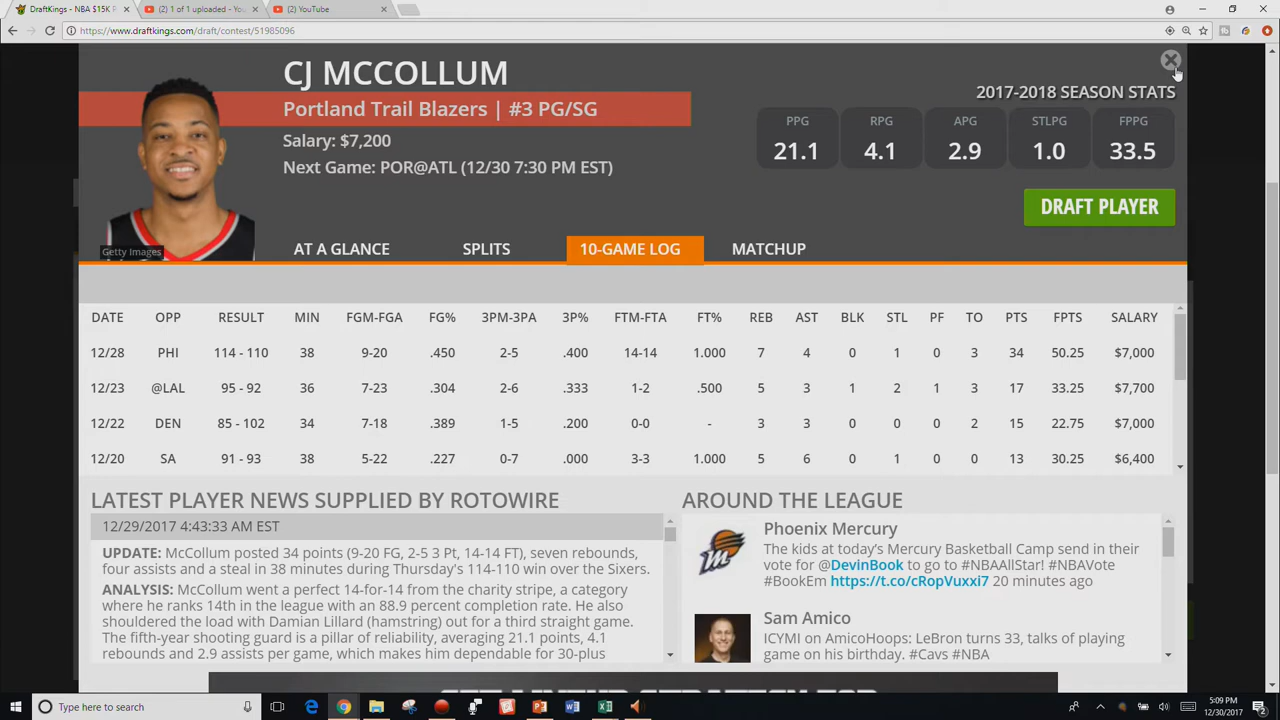 DraftKings - NBA $15K P
(2) 1 of 1 uploaded - You
(2) YouTube
https://www.draftkings.com/draft/contest/51985096
CJ MCCOLLUM
Portland Trail Blazers | #3 PG/SG
Salary: $7,200
Next Game: POR@ATL (12/30 7:30 PM EST)
2017-2018 SEASON STATS
PPG RPG APG STLPG FPPG
21.1 4.1 2.9 1.0 33.5
DRAFT PLAYER
Getty Images
AT A GLANCE SPLITS 10-GAME LOG MATCHUP
DATE OPP RESULT MIN FGM-FGA FG% 3PM-3PA 3P% FTM-FTA FT% REB AST BLK STL PF TO PTS FPTS SALARY
12/28 PHI 114 - 110 38 9-20 .450 2-5 .400 14-14 1.000 7 4 0 1 0 3 34 50.25 $7,000
12/23 @LAL 95 - 92 36 7-23 .304 2-6 .333 1-2 .500 5 3 1 2 1 3 17 33.25 $7,700
12/22 DEN 85 - 102 34 7-18 .389 1-5 .200 0-0 - 3 3 0 0 0 2 15 22.75 $7,000
12/20 SA 91 - 93 38 5-22 .227 0-7 .000 3-3 1.000 5 6 0 1 0 0 13 30.25 $6,400
LATEST PLAYER NEWS SUPPLIED BY ROTOWIRE
12/29/2017 4:43:33 AM EST
UPDATE: McCollum posted 34 points (9-20 FG, 2-5 3 Pt, 14-14 FT), seven rebounds,
four assists and a steal in 38 minutes during Thursday's 114-110 win over the Sixers.
ANALYSIS: McCollum went a perfect 14-for-14 from the charity stripe, a category
where he ranks 14th in the league with an 88.9 percent completion rate. He also
shouldered the load with Damian Lillard (hamstring) out for a third straight game.
The fifth-year shooting guard is a pillar of reliability, averaging 21.1 points, 4.1
rebounds and 2.9 assists per game, which makes him dependable for 30-plus
AROUND THE LEAGUE
Phoenix Mercury
The kids at today's Mercury Basketball Camp send in their
vote for @DevinBook to go to #NBAAllStar! #NBAVote
#BookEm https://t.co/cRopVuxxi7 20 minutes ago
Sam Amico
ICYMI on AmicoHoops: LeBron turns 33, talks of playing
game on his birthday. #Cavs #NBA
Type here to search
5:09 PM
12/30/2017